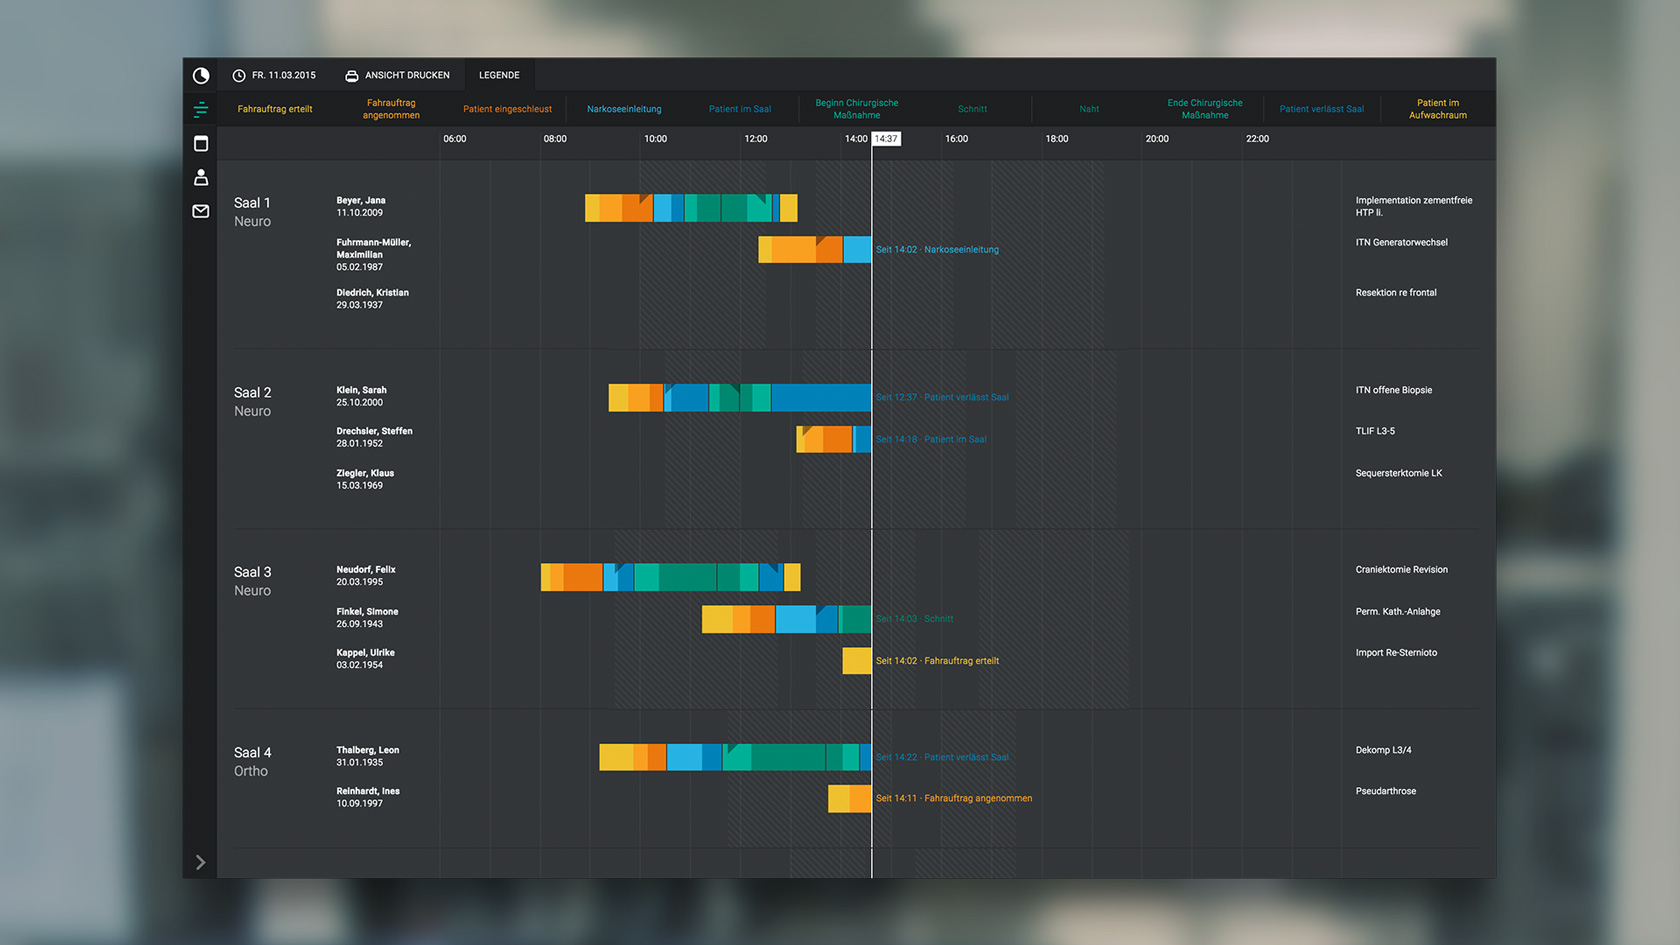 FR. 11.03.2015
ANSICHT DRUCKEN
LEGENDE
Fahrauftrag erteilt
Fahrauftrag
angenommen
Patient eingeschleust
Narkoseeinleitung
Patient im Saal
Beginn Chirurgische
Maßnahme
Schnitt
Naht
Ende Chirurgische
Maßnahme
Patient verlässt Saal
Patient im
Aufwachraum
06:00 08:00 10:00 12:00 14:00 14:37 16:00 18:00 20:00 22:00
Saal 1
Neuro
Beyer, Jana
11.10.2009
Implementation zementfreie
HTP li.
Fuhrmann-Müller,
Maximilian
05.02.1987
Seit 14:02 · Narkoseeinleitung
ITN Generatorwechsel
Diedrich, Kristian
29.03.1937
Resektion re frontal
Saal 2
Neuro
Klein, Sarah
25.10.2000
Seit 12:37 · Patient verlässt Saal
ITN offene Biopsie
Drechsler, Steffen
28.01.1952
Seit 14:18 · Patient im Saal
TLIF L3-5
Ziegler, Klaus
15.03.1969
Sequersterktomie LK
Saal 3
Neuro
Neudorf, Felix
20.03.1995
Craniektomie Revision
Finkel, Simone
26.09.1943
Seit 14:03 · Schnitt
Perm. Kath.-Anlahge
Kappel, Ulrike
03.02.1954
Seit 14:02 · Fahrauftrag erteilt
Import Re-Sternioto
Saal 4
Ortho
Thalberg, Leon
31.01.1935
Seit 14:22 · Patient verlässt Saal
Dekomp L3/4
Reinhardt, Ines
10.09.1997
Seit 14:11 · Fahrauftrag angenommen
Pseudarthrose